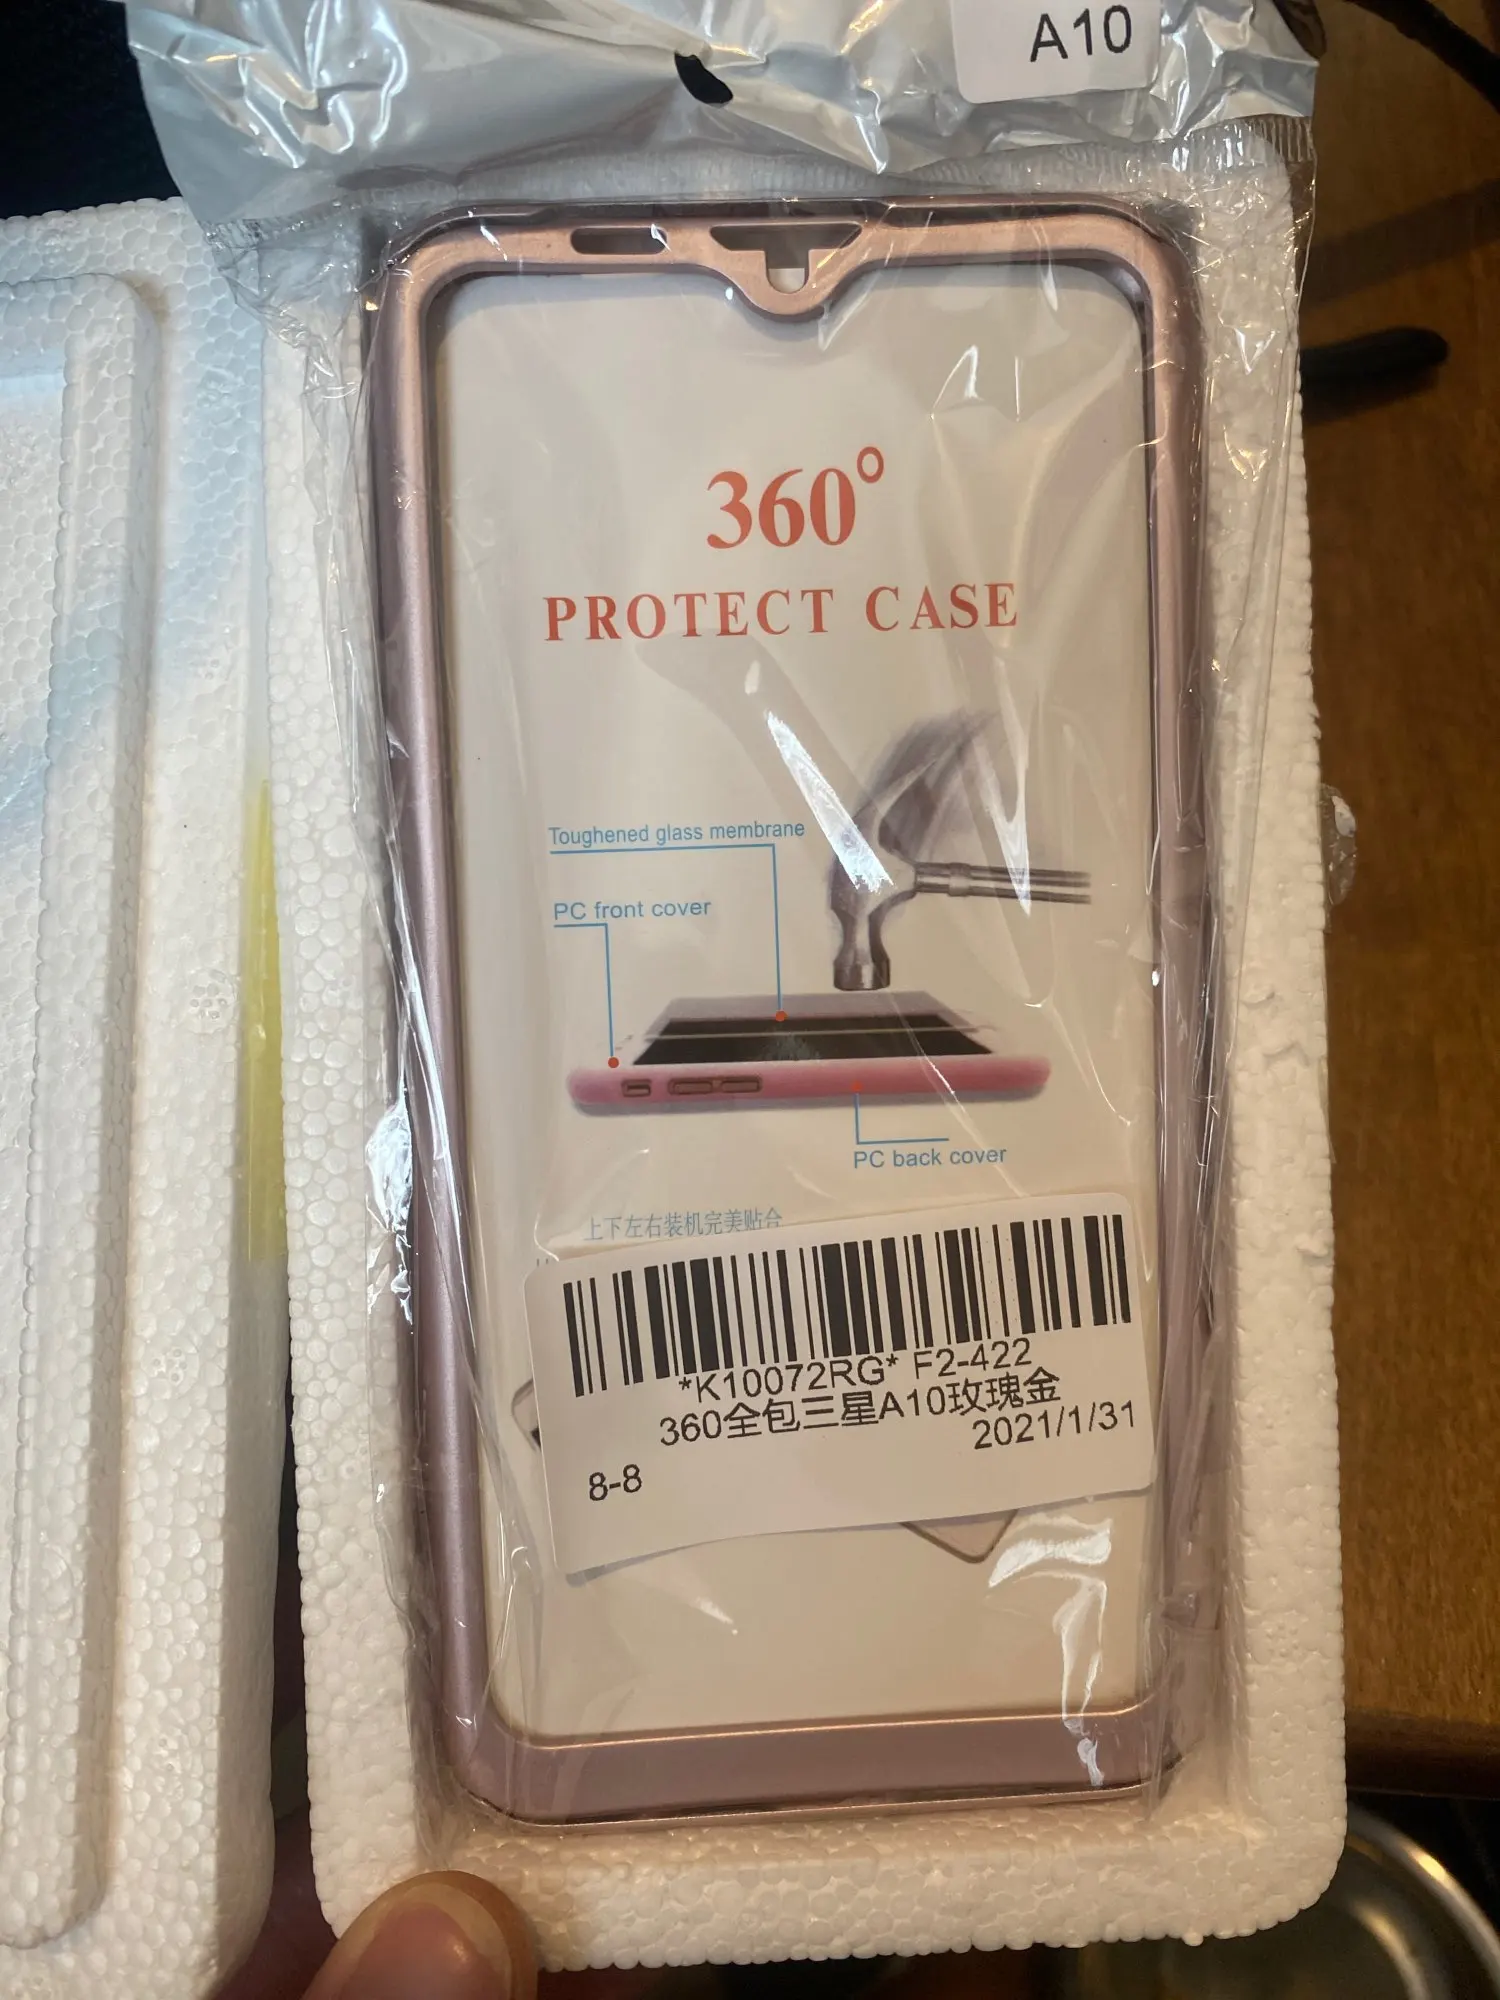 A10
360°
PROTECT CASE
Toughened glass membrane
PC front cover
PC back cover
上下左右装机完美贴合
*K10072RG* F2-422
360全包三星A10玫瑰金
2021/1/31
8-8